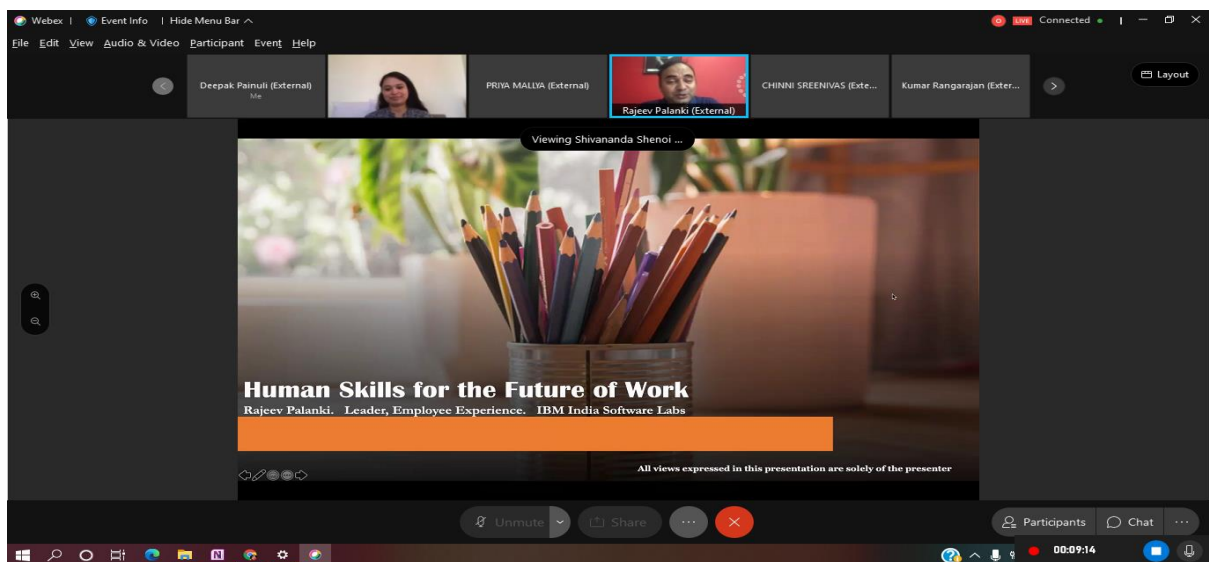 Webex | Event Info | Hide Menu Bar
LIVE Connected
File Edit View Audio & Video Participant Event Help
Deepak Painuli (External)
Me
PRIYA MALLYA (External)
Rajeev Palanki (External)
CHINNI SREENIVAS (Exte...
Kumar Rangarajan (Exter...
Layout
Viewing Shivananda Shenoi ...
Human Skills for the Future of Work
Rajeev Palanki. Leader, Employee Experience. IBM India Software Labs
All views expressed in this presentation are solely of the presenter
Unmute
Share
Participants
Chat
00:09:14